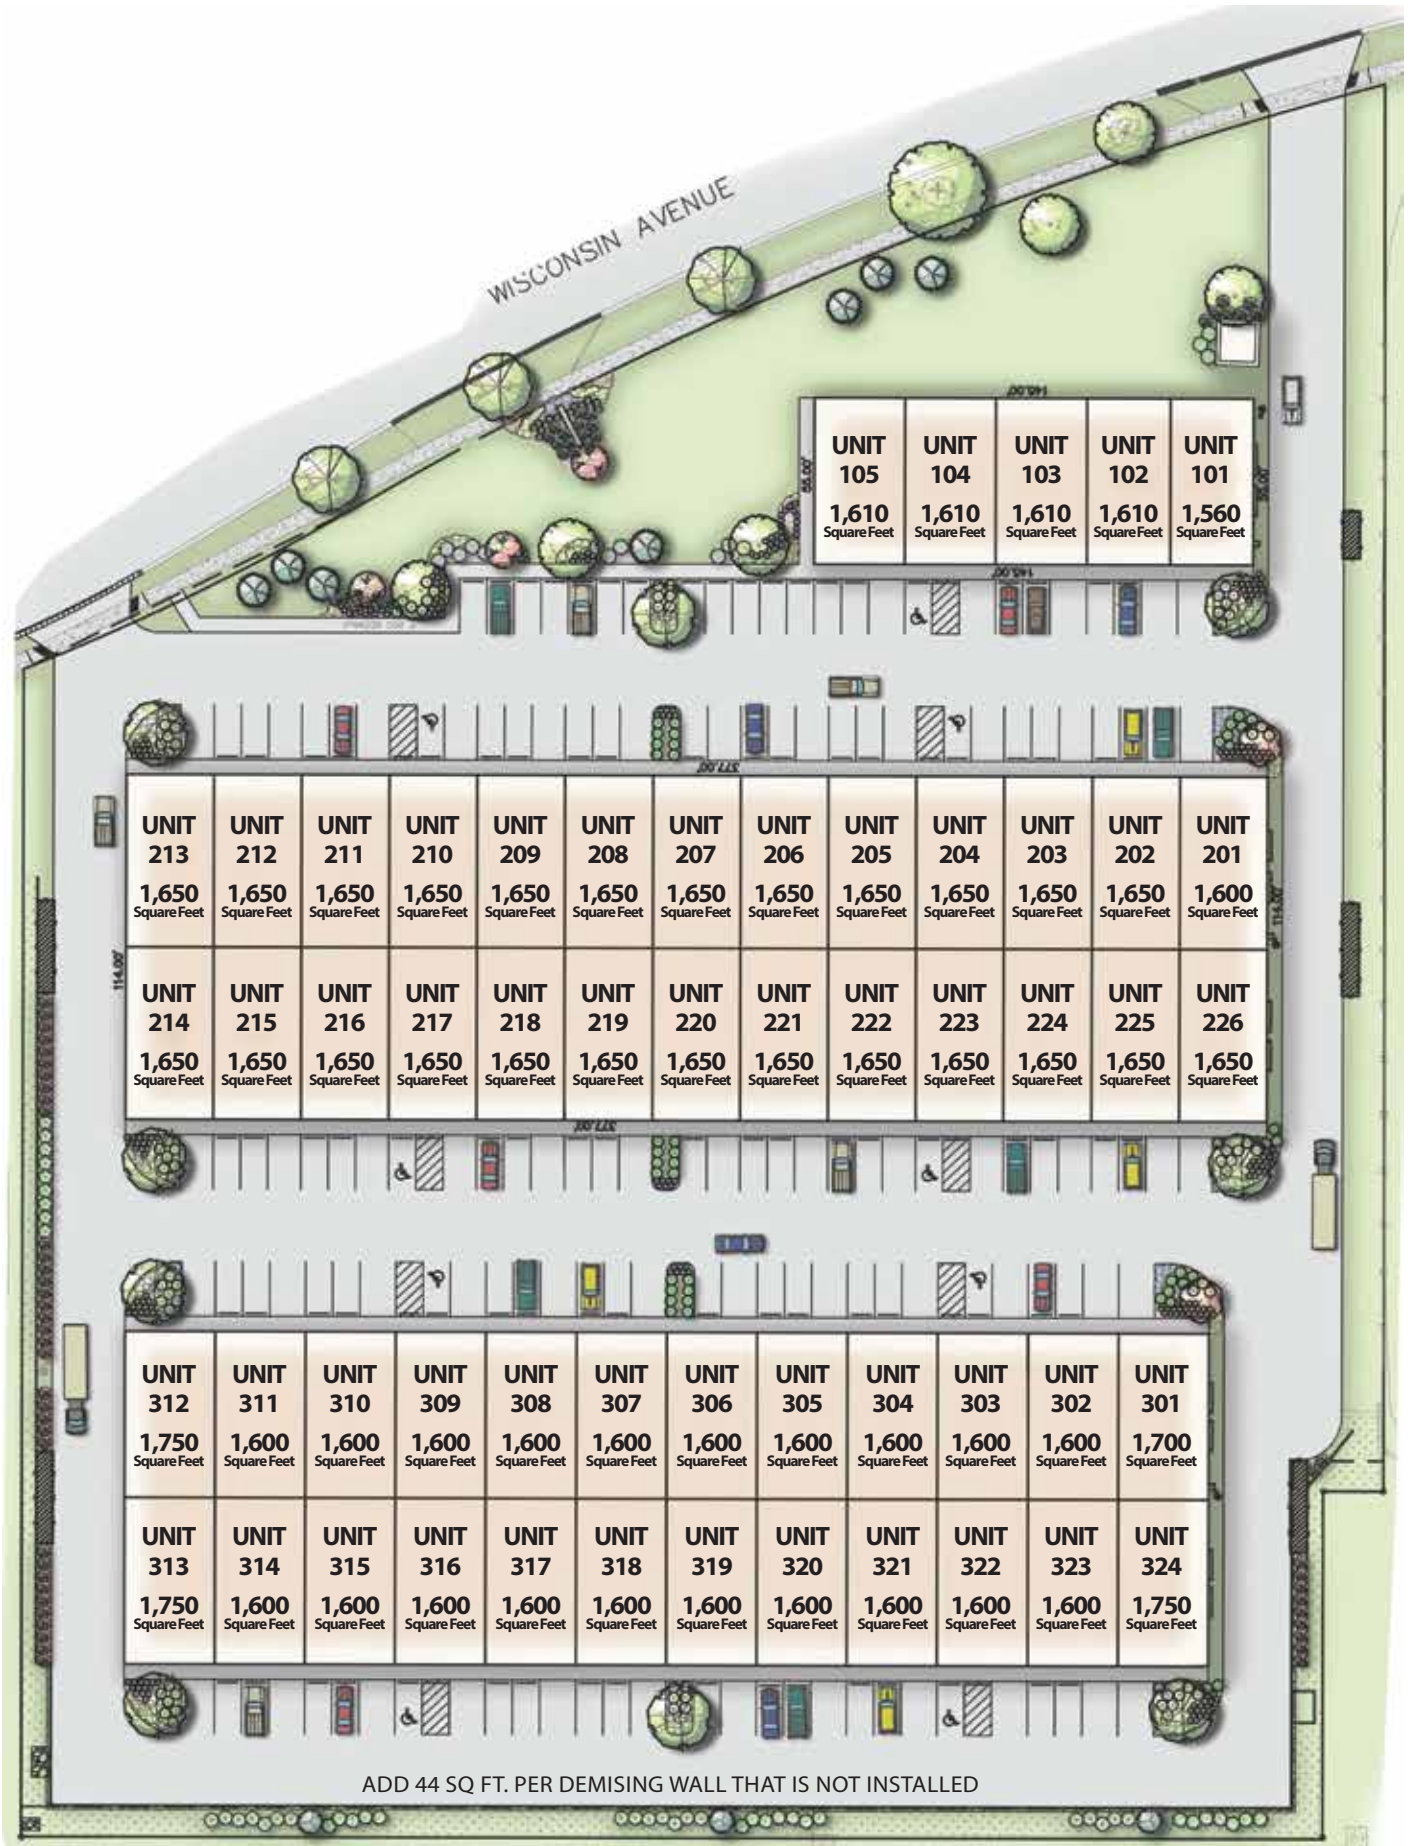 WISCONSIN AVENUE
145.00'
UNIT 105 1,610 Square Feet
UNIT 104 1,610 Square Feet
UNIT 103 1,610 Square Feet
UNIT 102 1,610 Square Feet
UNIT 101 1,560 Square Feet
55.00'
55.00'
145.00'
377.00'
UNIT 213 1,650 Square Feet
UNIT 212 1,650 Square Feet
UNIT 211 1,650 Square Feet
UNIT 210 1,650 Square Feet
UNIT 209 1,650 Square Feet
UNIT 208 1,650 Square Feet
UNIT 207 1,650 Square Feet
UNIT 206 1,650 Square Feet
UNIT 205 1,650 Square Feet
UNIT 204 1,650 Square Feet
UNIT 203 1,650 Square Feet
UNIT 202 1,650 Square Feet
UNIT 201 1,600 Square Feet
114.00'
114.00'
UNIT 214 1,650 Square Feet
UNIT 215 1,650 Square Feet
UNIT 216 1,650 Square Feet
UNIT 217 1,650 Square Feet
UNIT 218 1,650 Square Feet
UNIT 219 1,650 Square Feet
UNIT 220 1,650 Square Feet
UNIT 221 1,650 Square Feet
UNIT 222 1,650 Square Feet
UNIT 223 1,650 Square Feet
UNIT 224 1,650 Square Feet
UNIT 225 1,650 Square Feet
UNIT 226 1,650 Square Feet
377.00'
UNIT 312 1,750 Square Feet
UNIT 311 1,600 Square Feet
UNIT 310 1,600 Square Feet
UNIT 309 1,600 Square Feet
UNIT 308 1,600 Square Feet
UNIT 307 1,600 Square Feet
UNIT 306 1,600 Square Feet
UNIT 305 1,600 Square Feet
UNIT 304 1,600 Square Feet
UNIT 303 1,600 Square Feet
UNIT 302 1,600 Square Feet
UNIT 301 1,700 Square Feet
UNIT 313 1,750 Square Feet
UNIT 314 1,600 Square Feet
UNIT 315 1,600 Square Feet
UNIT 316 1,600 Square Feet
UNIT 317 1,600 Square Feet
UNIT 318 1,600 Square Feet
UNIT 319 1,600 Square Feet
UNIT 320 1,600 Square Feet
UNIT 321 1,600 Square Feet
UNIT 322 1,600 Square Feet
UNIT 323 1,600 Square Feet
UNIT 324 1,750 Square Feet
ADD 44 SQ FT. PER DEMISING WALL THAT IS NOT INSTALLED